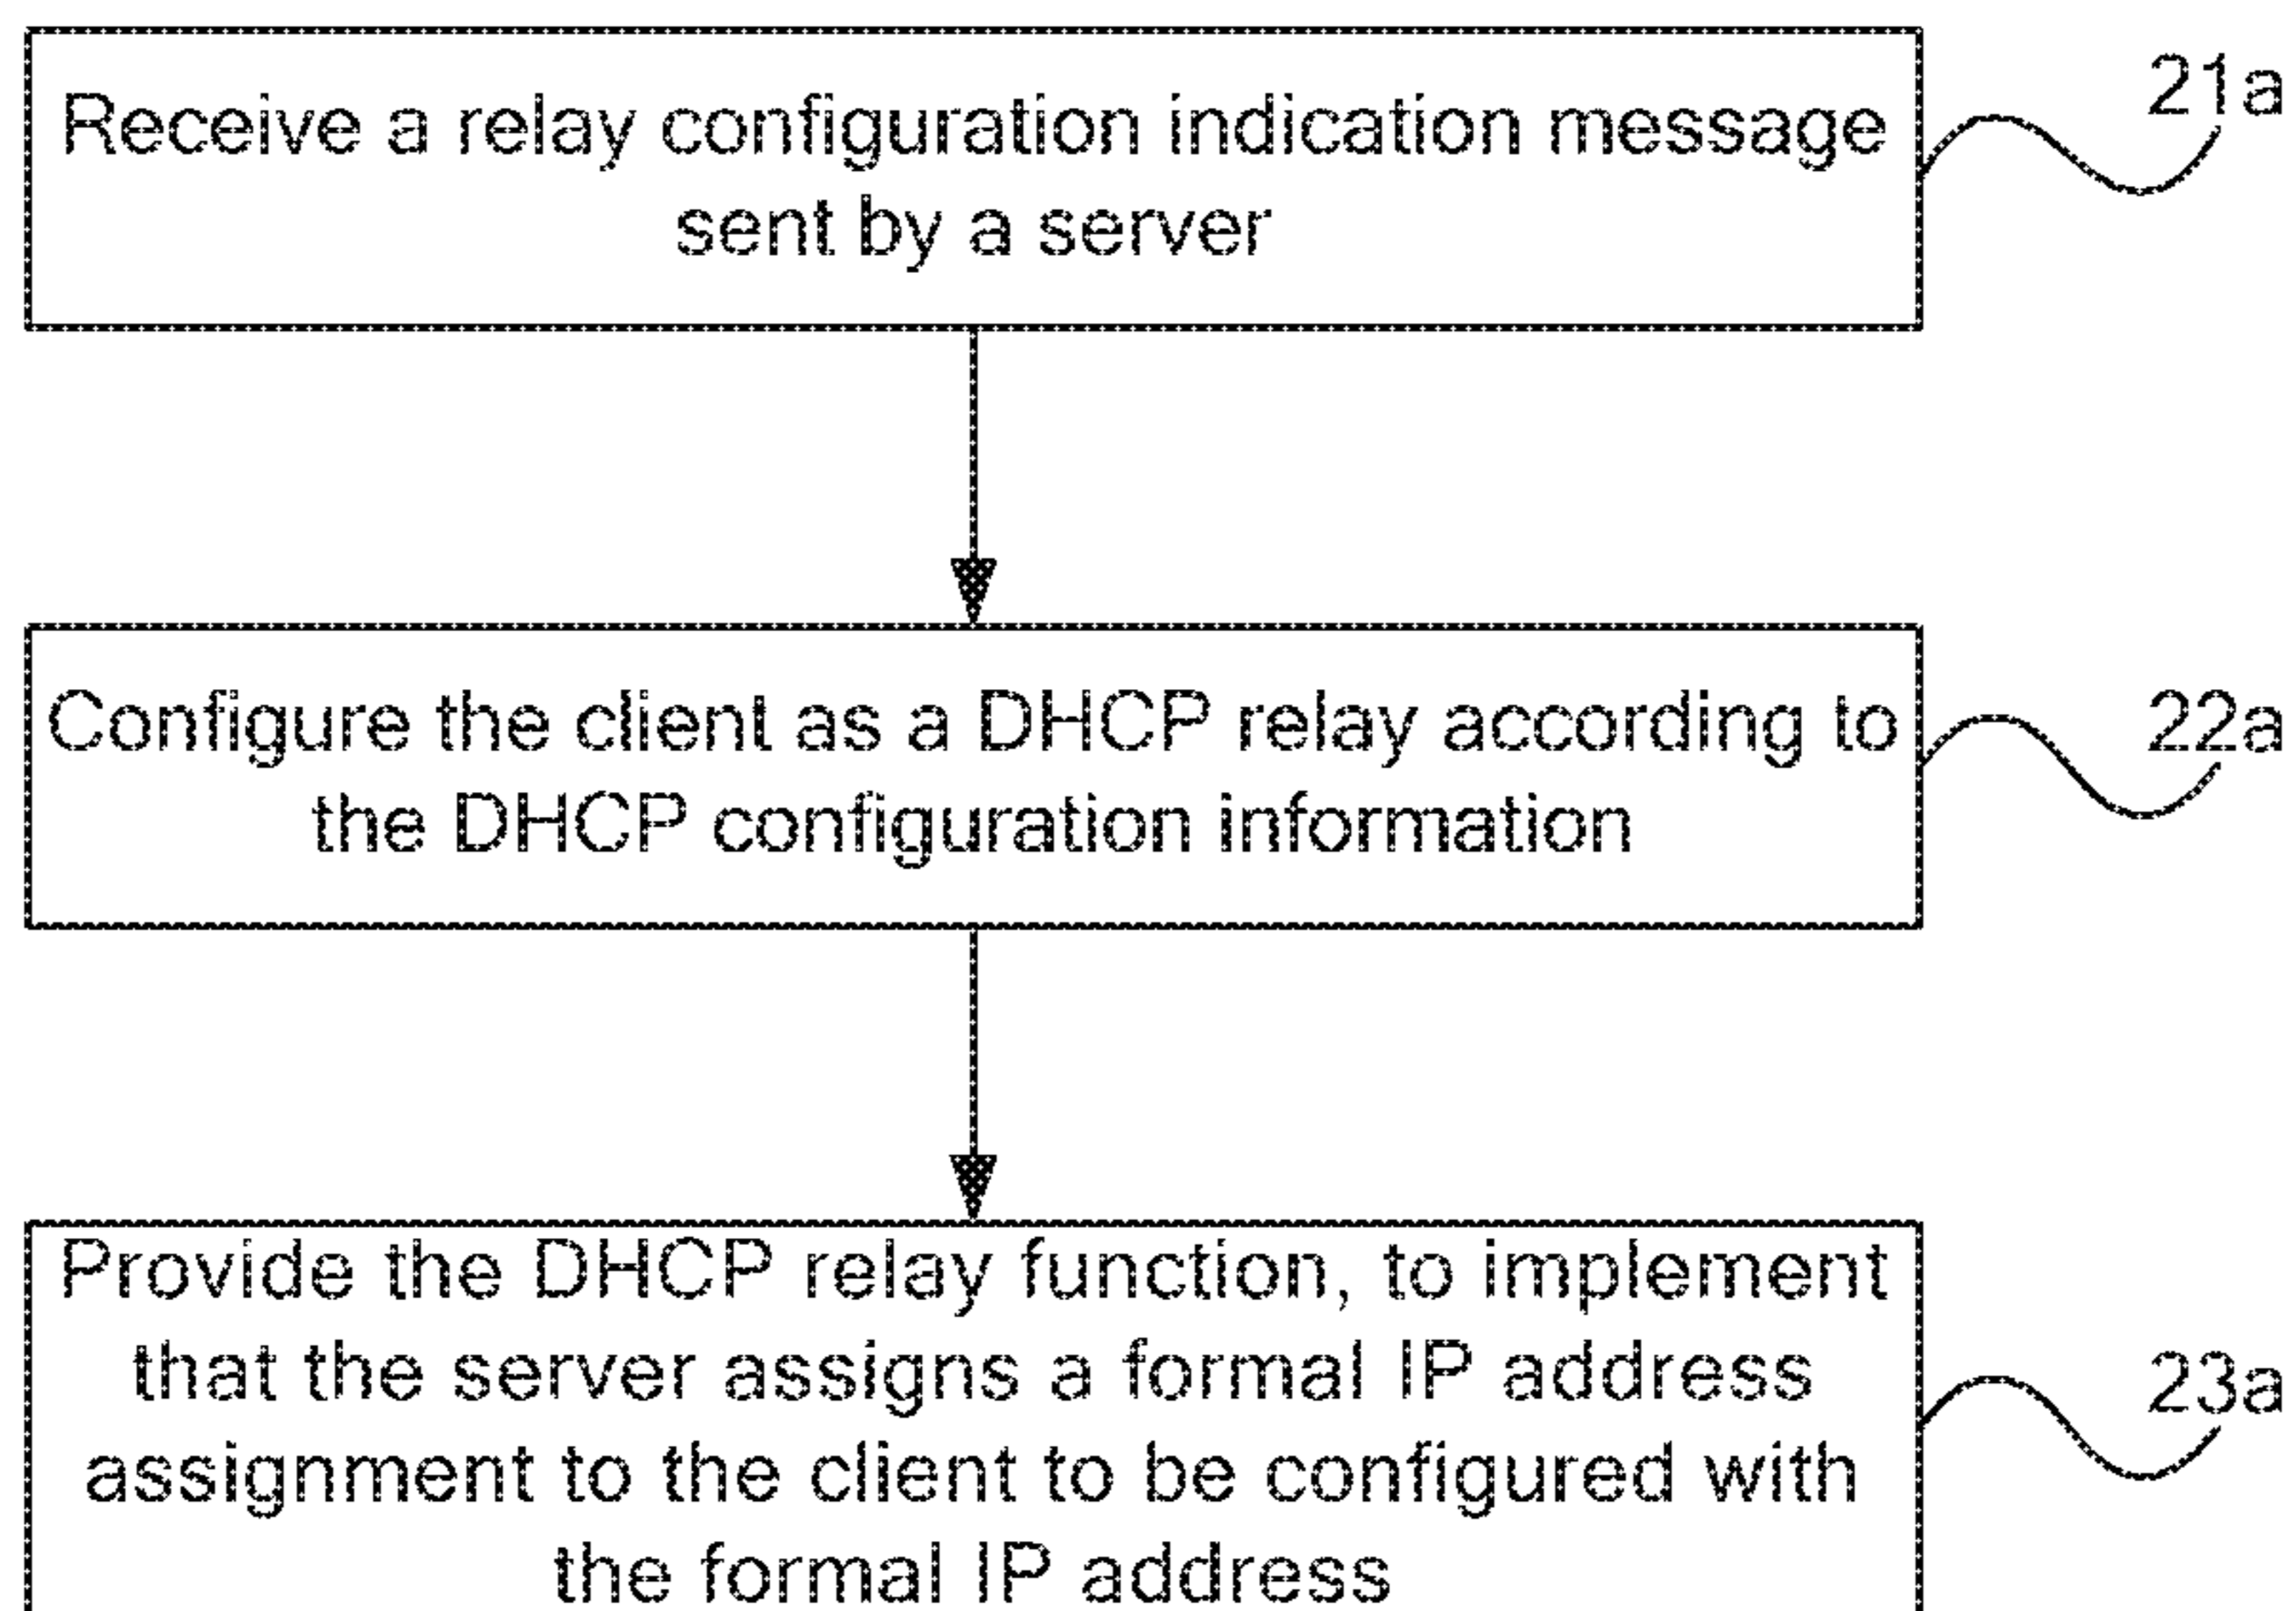 Receive a relay configuration indication message
sent by a server
21a
Configure the client as a DHCP relay according to
the DHCP configuration information
22a
Provide the DHCP relay function, to implement
that the server assigns a formal IP address
assignment to the client to be configured with
the formal IP address
23a